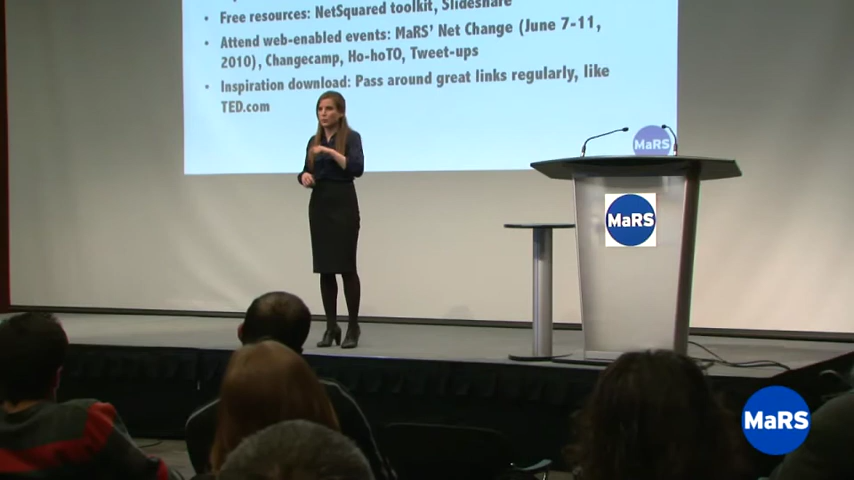 • Free resources: NetSquared toolkit, Slideshare
• Attend web-enabled events: MaRS' Net Change (June 7-11,
2010), Changecamp, Ho-hoTO, Tweet-ups
• Inspiration download: Pass around great links regularly, like
TED.com
MaRS
MaRS
MaRS